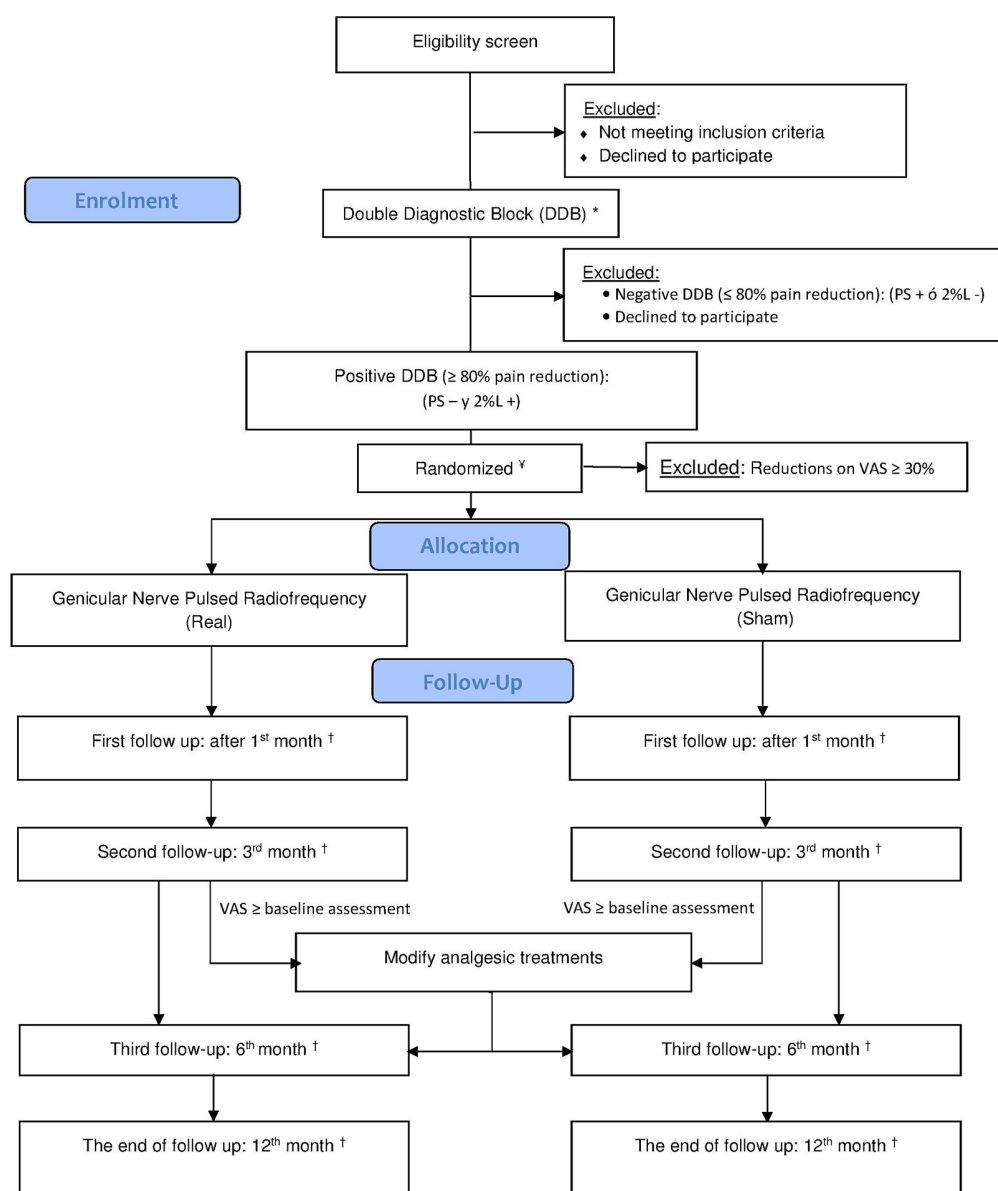 Eligibility screen
Excluded:
♦ Not meeting inclusion criteria
♦ Declined to participate
Enrolment
Double Diagnostic Block (DDB) *
Excluded:
• Negative DDB (≤ 80% pain reduction): (PS + ó 2%L -)
• Declined to participate
Positive DDB (≥ 80% pain reduction):
(PS – y 2%L +)
Randomized ¥
Excluded: Reductions on VAS ≥ 30%
Allocation
Genicular Nerve Pulsed Radiofrequency
(Real)
Genicular Nerve Pulsed Radiofrequency
(Sham)
Follow-Up
First follow up: after 1st month †
First follow up: after 1st month †
Second follow-up: 3rd month †
Second follow-up: 3rd month †
VAS ≥ baseline assessment
VAS ≥ baseline assessment
Modify analgesic treatments
Third follow-up: 6th month †
Third follow-up: 6th month †
The end of follow up: 12th month †
The end of follow up: 12th month †